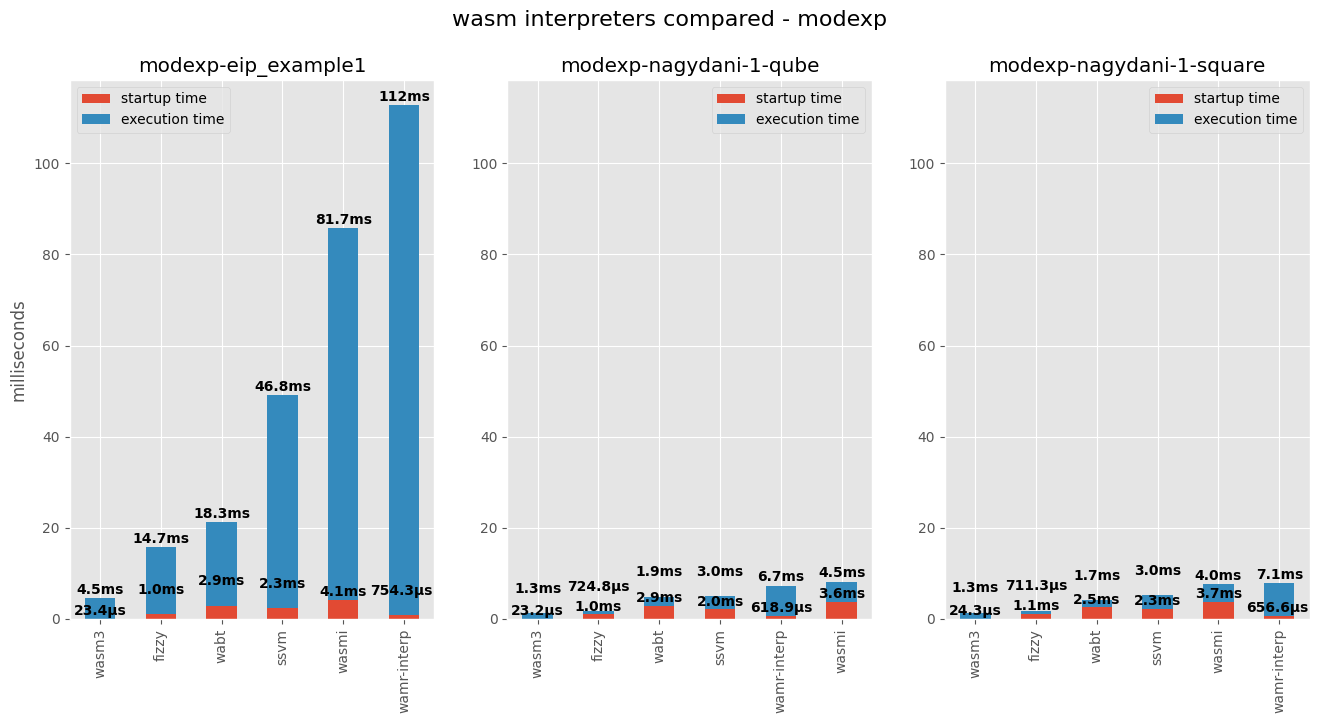 wasm interpreters compared - modexp
modexp-eip_example1
startup time
execution time
milliseconds
100
80
60
40
20
0
4.5ms
23.4μs
14.7ms
1.0ms
18.3ms
2.9ms
46.8ms
2.3ms
81.7ms
4.1ms
112ms
754.3μs
wasm3
fizzy
wabt
ssvm
wasmi
wamr-interp
modexp-nagydani-1-qube
startup time
execution time
100
80
60
40
20
0
1.3ms
23.2μs
724.8μs
1.0ms
1.9ms
2.9ms
3.0ms
2.0ms
6.7ms
618.9μs
4.5ms
3.6ms
wasm3
fizzy
wabt
ssvm
wamr-interp
wasmi
modexp-nagydani-1-square
startup time
execution time
100
80
60
40
20
0
1.3ms
24.3μs
711.3μs
1.1ms
1.7ms
2.5ms
3.0ms
2.3ms
4.0ms
3.7ms
7.1ms
656.6μs
wasm3
fizzy
wabt
ssvm
wasmi
wamr-interp